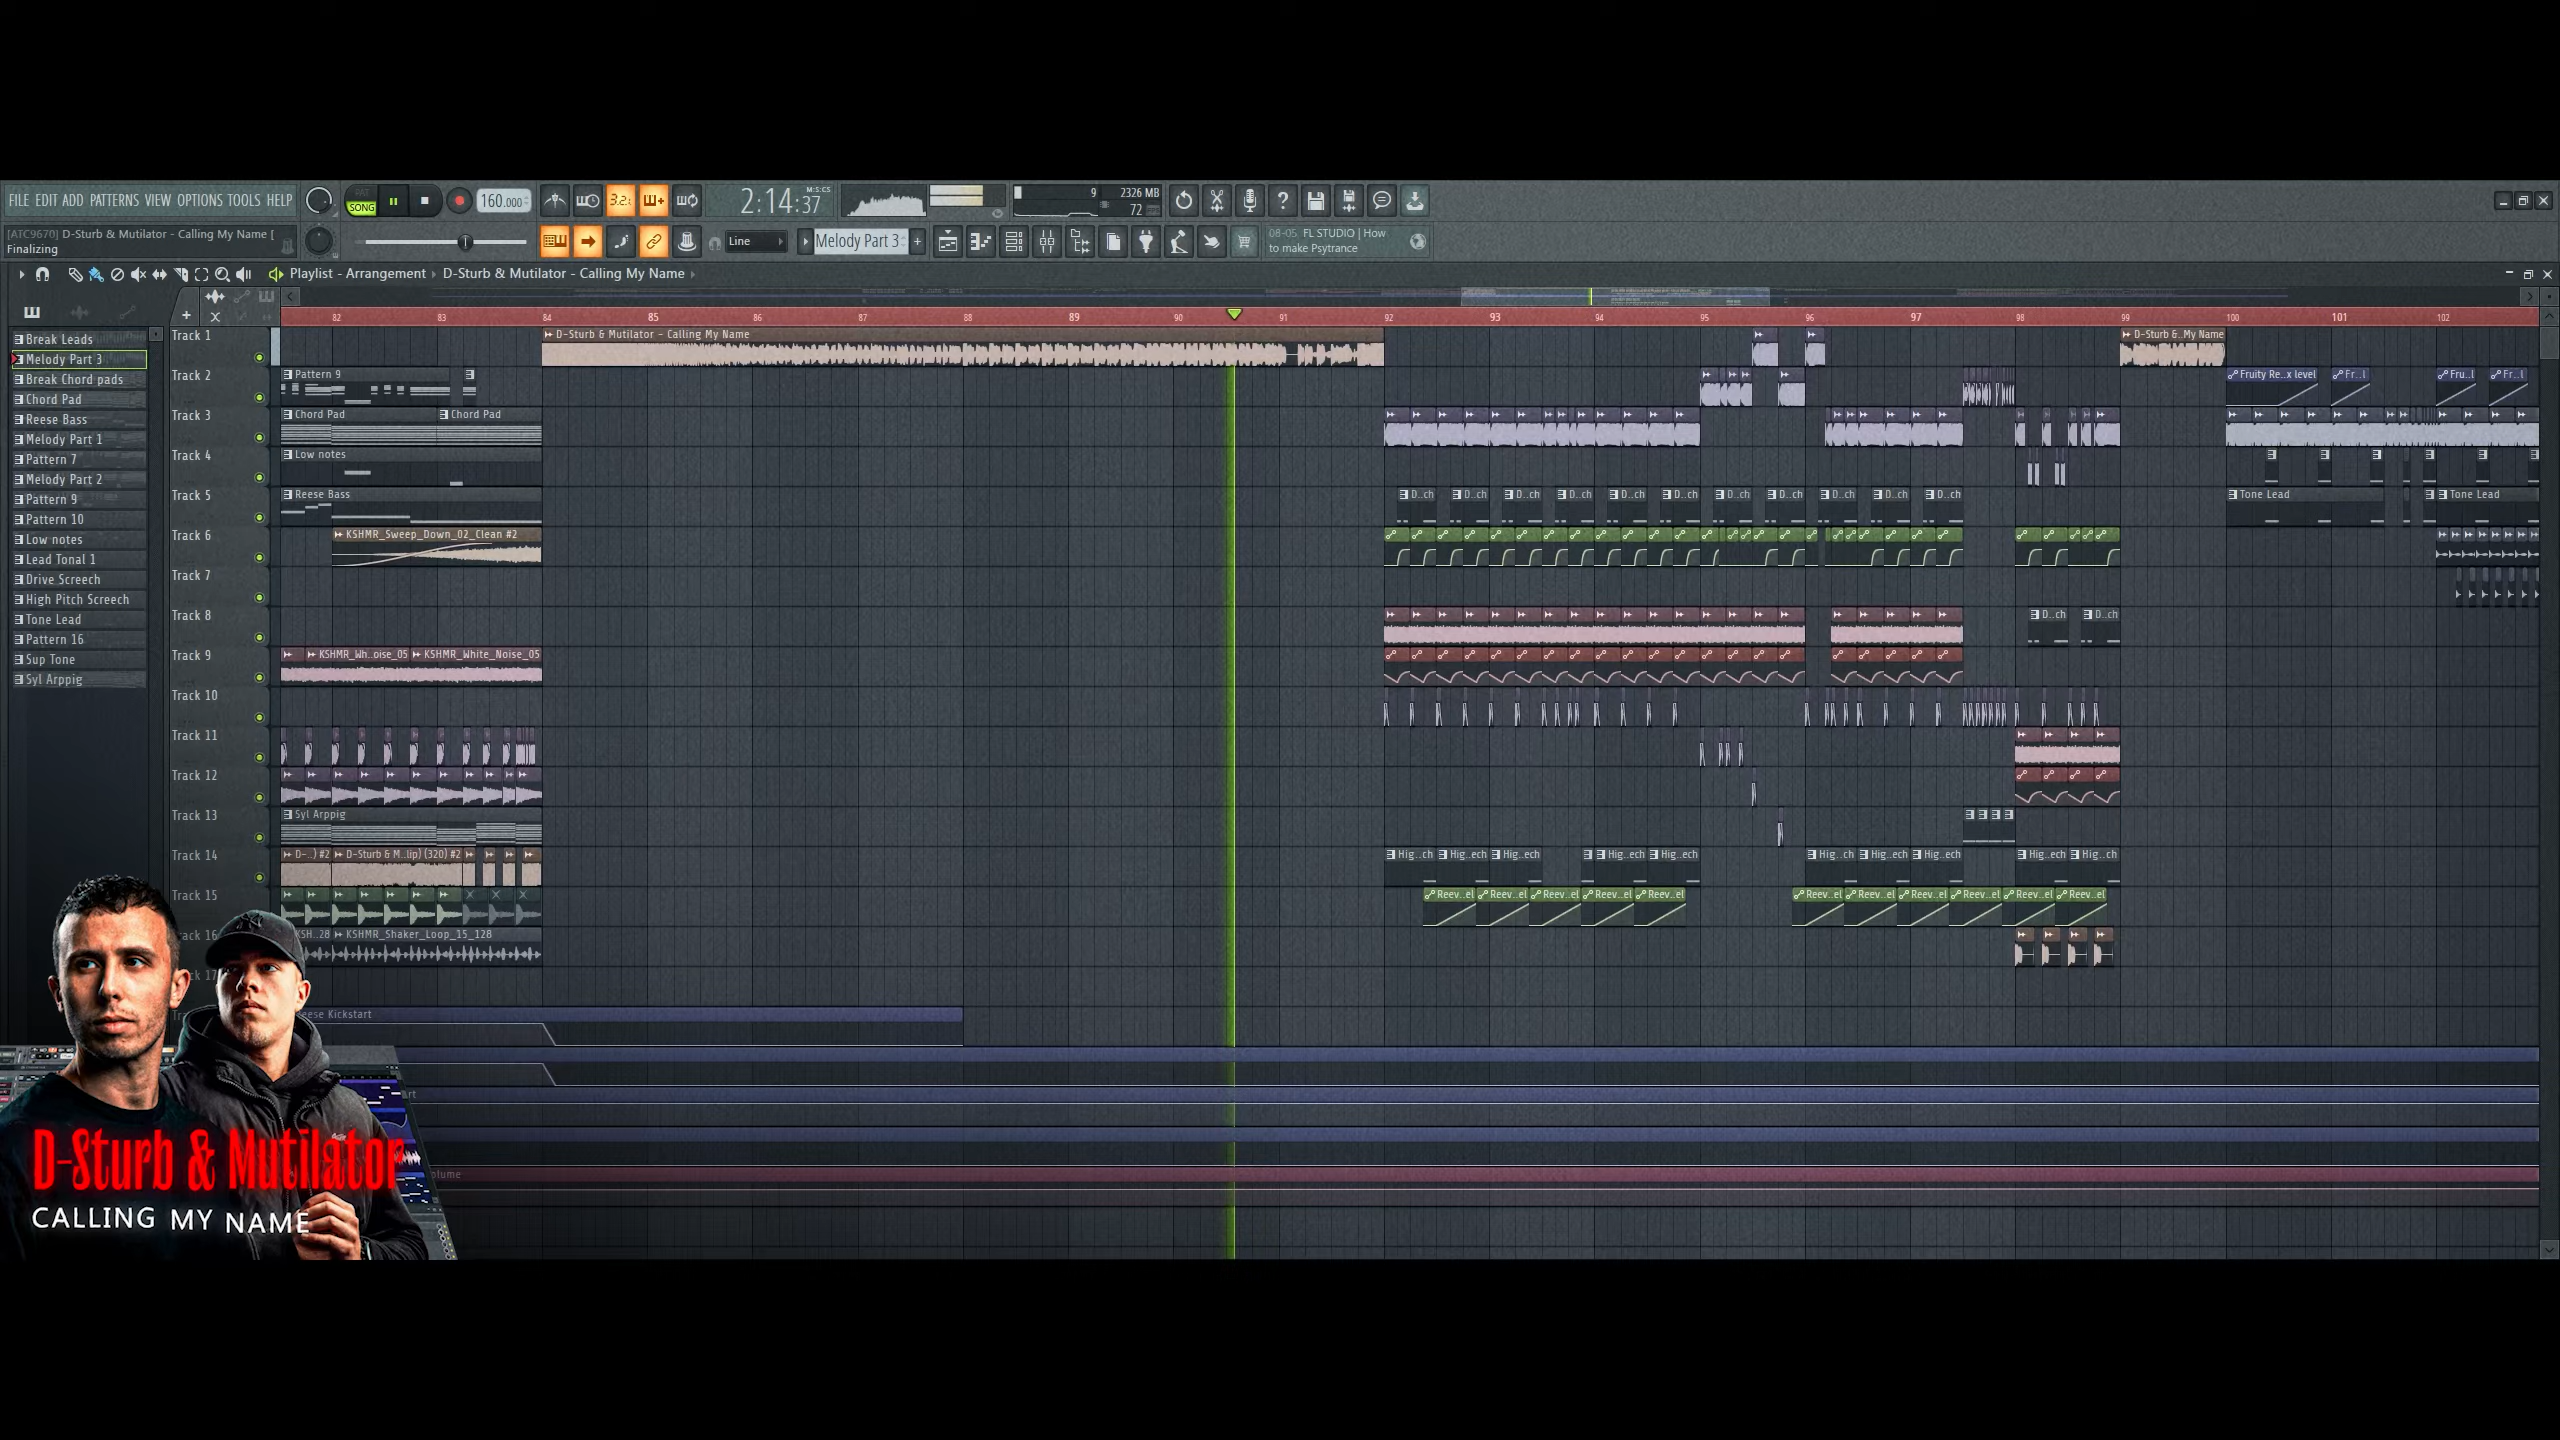 FILE EDIT ADD PATTERNS VIEW OPTIONS TOOLS HELP
PAT
SONG
160.000
3.2
2:14:37
M:S:CS
9
2326 MB
72
[ATC9670] D-Sturb & Mutilator - Calling My Name [
Finalizing
Line
Melody Part 3
08-05 FL STUDIO | How
to make Psytrance
Playlist - Arrangement
D-Sturb & Mutilator - Calling My Name
82 83 84 85 86 87 88 89 90 91 92 93 94 95 96 97 98 99 100 101 102
Break Leads
Melody Part 3
Break Chord pads
Chord Pad
Reese Bass
Melody Part 1
Pattern 7
Melody Part 2
Pattern 9
Pattern 10
Low notes
Lead Tonal 1
Drive Screech
High Pitch Screech
Tone Lead
Pattern 16
Sup Tone
Syl Arppig
Track 1
D-Sturb & Mutilator - Calling My Name
D-Sturb &..My Name
Track 2
Pattern 9
Fruity Re..x level
Fr..l
Fru..l
Fr..l
Track 3
Chord Pad
Chord Pad
Track 4
Low notes
Track 5
Reese Bass
D..ch D..ch D..ch D..ch D..ch D..ch D..ch D..ch D..ch D..ch D..ch
Tone Lead
Tone Lead
Track 6
KSHMR_Sweep_Down_02_Clean #2
Track 7
Track 8
D..ch D..ch
Track 9
KSHMR_Wh..oise_05
KSHMR_White_Noise_05
Track 10
Track 11
Track 12
Track 13
Syl Arppig
Track 14
D-..) #2
D-Sturb & M..lip) (320) #2
Hig..ch Hig..ech Hig..ech Hig..ech Hig..ech Hig..ch Hig..ech Hig..ech Hig..ech Hig..ch
Track 15
Reev..el Reev..el Reev..el Reev..el Reev..el Reev..el Reev..el Reev..el Reev..el Reev..el Reev..el
16
KSH..28
KSHMR_Shaker_Loop_15_128
ck 17
eese Kickstart
art
olume
D-Sturb & Mutilator
CALLING MY NAME